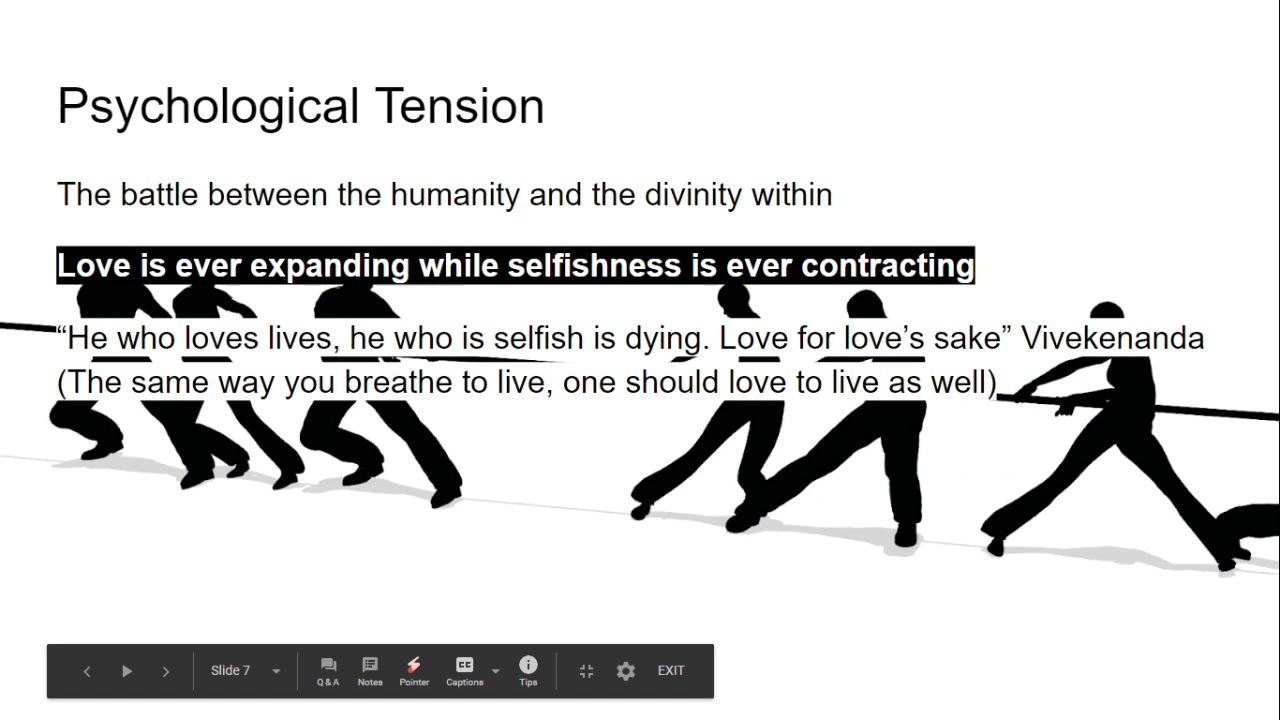 Psychological Tension
The battle between the humanity and the divinity within
Love is ever expanding while selfishness is ever contracting
“He who loves lives, he who is selfish is dying. Love for love’s sake” Vivekenanda
(The same way you breathe to live, one should love to live as well)
Slide 7
Q & A
Notes
Pointer
CC
Captions
Tips
EXIT